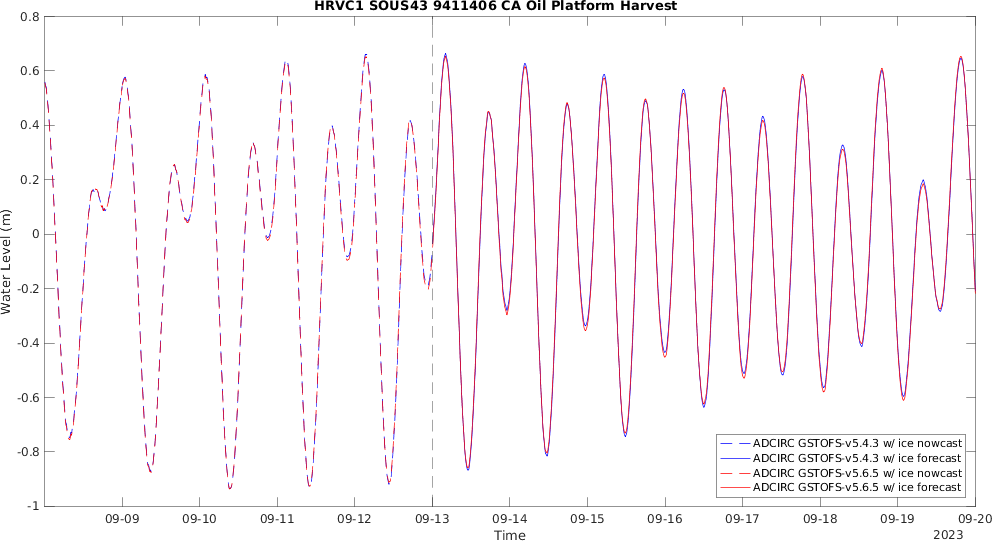 HRVC1 SOUS43 9411406 CA Oil Platform Harvest
0.8
0.6
0.4
0.2
0
-0.2
-0.4
-0.6
-0.8
-1
Water Level (m)
ADCIRC GSTOFS-v5.4.3 w/ ice nowcast
ADCIRC GSTOFS-v5.4.3 w/ ice forecast
ADCIRC GSTOFS-v5.6.5 w/ ice nowcast
ADCIRC GSTOFS-v5.6.5 w/ ice forecast
09-09 09-10 09-11 09-12 09-13 09-14 09-15 09-16 09-17 09-18 09-19 09-20
Time
2023